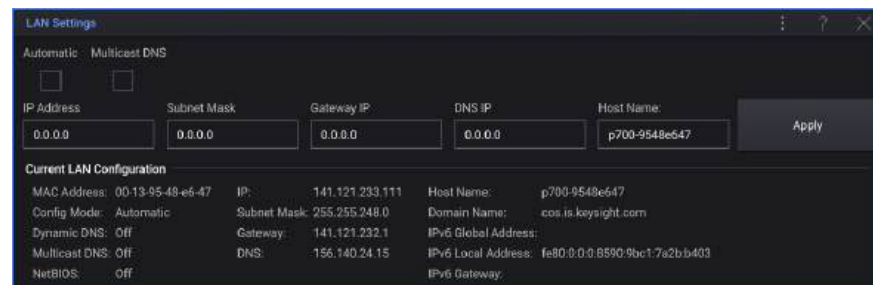 LAN Settings
Automatic Multicast DNS
IP Address Subnet Mask Gateway IP DNS IP Host Name:
0.0.0.0 0.0.0.0 0.0.0.0 0.0.0.0 p700-9548e647 Apply
Current LAN Configuration
MAC Address: 00-13-95-48-e6-47 IP: 141.121.233.111 Host Name: p700-9548e647
Config Mode: Automatic Subnet Mask: 255.255.248.0 Domain Name: cos.is.keysight.com
Dynamic DNS: Off Gateway: 141.121.232.1 IPv6 Global Address:
Multicast DNS: Off DNS: 156.140.24.15 IPv6 Local Address: fe80:0:0:0:8590:9bc1:7a2b:b403
NetBIOS: Off IPv6 Gateway: